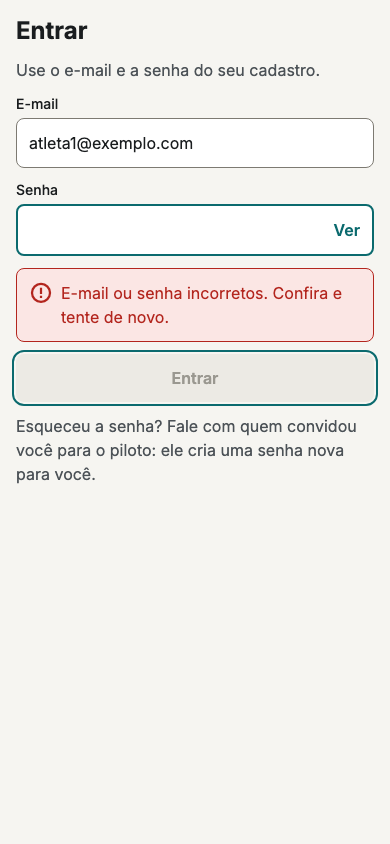 Entrar
Use o e-mail e a senha do seu cadastro.
E-mail
atleta1@exemplo.com
Senha
Ver
E-mail ou senha incorretos. Confira e
tente de novo.
Entrar
Esqueceu a senha? Fale com quem convidou
você para o piloto: ele cria uma senha nova
para você.